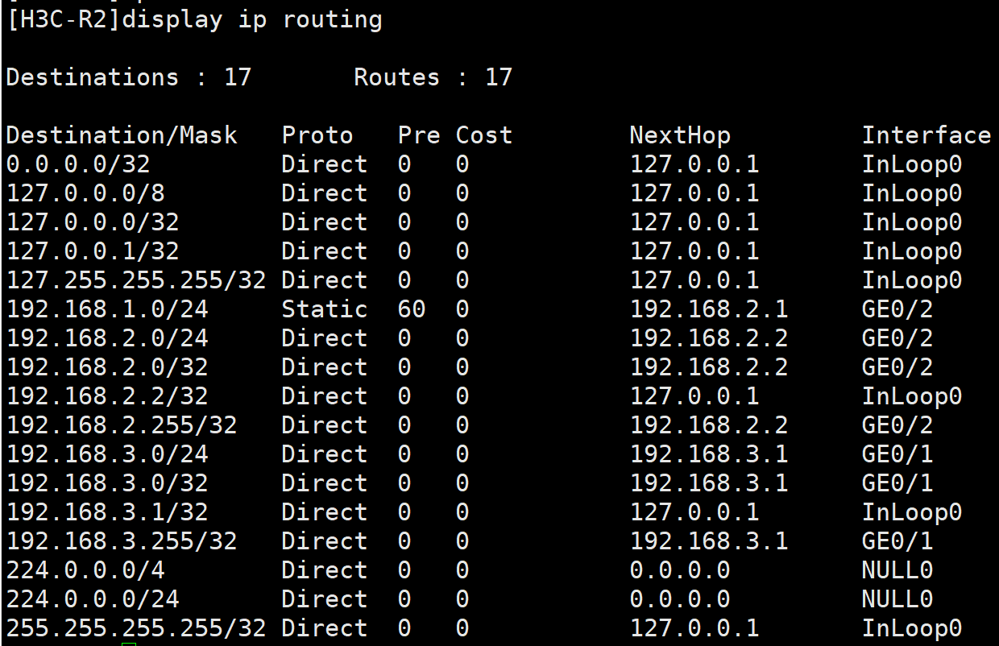 [H3C-R2]display ip routing
Destinations : 17       Routes : 17
Destination/Mask   Proto   Pre Cost        NextHop         Interface
0.0.0.0/32         Direct  0   0           127.0.0.1       InLoop0
127.0.0.0/8        Direct  0   0           127.0.0.1       InLoop0
127.0.0.0/32       Direct  0   0           127.0.0.1       InLoop0
127.0.0.1/32       Direct  0   0           127.0.0.1       InLoop0
127.255.255.255/32 Direct  0   0           127.0.0.1       InLoop0
192.168.1.0/24     Static  60  0           192.168.2.1     GE0/2
192.168.2.0/24     Direct  0   0           192.168.2.2     GE0/2
192.168.2.0/32     Direct  0   0           192.168.2.2     GE0/2
192.168.2.2/32     Direct  0   0           127.0.0.1       InLoop0
192.168.2.255/32   Direct  0   0           192.168.2.2     GE0/2
192.168.3.0/24     Direct  0   0           192.168.3.1     GE0/1
192.168.3.0/32     Direct  0   0           192.168.3.1     GE0/1
192.168.3.1/32     Direct  0   0           127.0.0.1       InLoop0
192.168.3.255/32   Direct  0   0           192.168.3.1     GE0/1
224.0.0.0/4        Direct  0   0           0.0.0.0         NULL0
224.0.0.0/24       Direct  0   0           0.0.0.0         NULL0
255.255.255.255/32 Direct  0   0           127.0.0.1       InLoop0